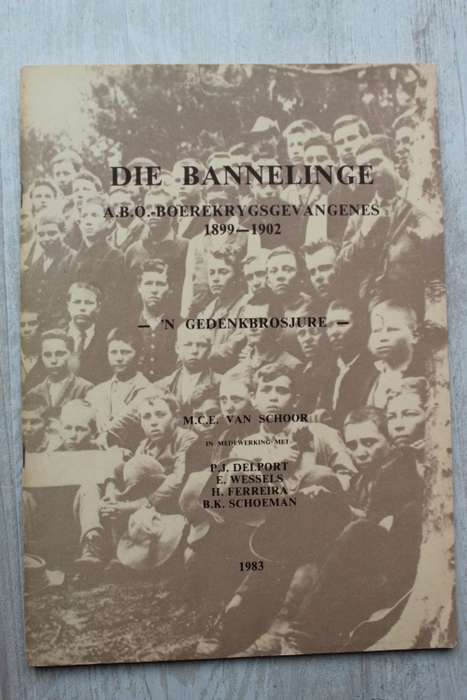 DIE BANNELINGE
A.B.O.-BOEREKRYGSGEVANGENES
1899—1902
— 'N GEDENKBROSJURE —
M.C.E. VAN SCHOOR
IN MEDEWERKING MET
P.J. DELPORT
E. WESSELS
H. FERREIRA
B.K. SCHOEMAN
1983